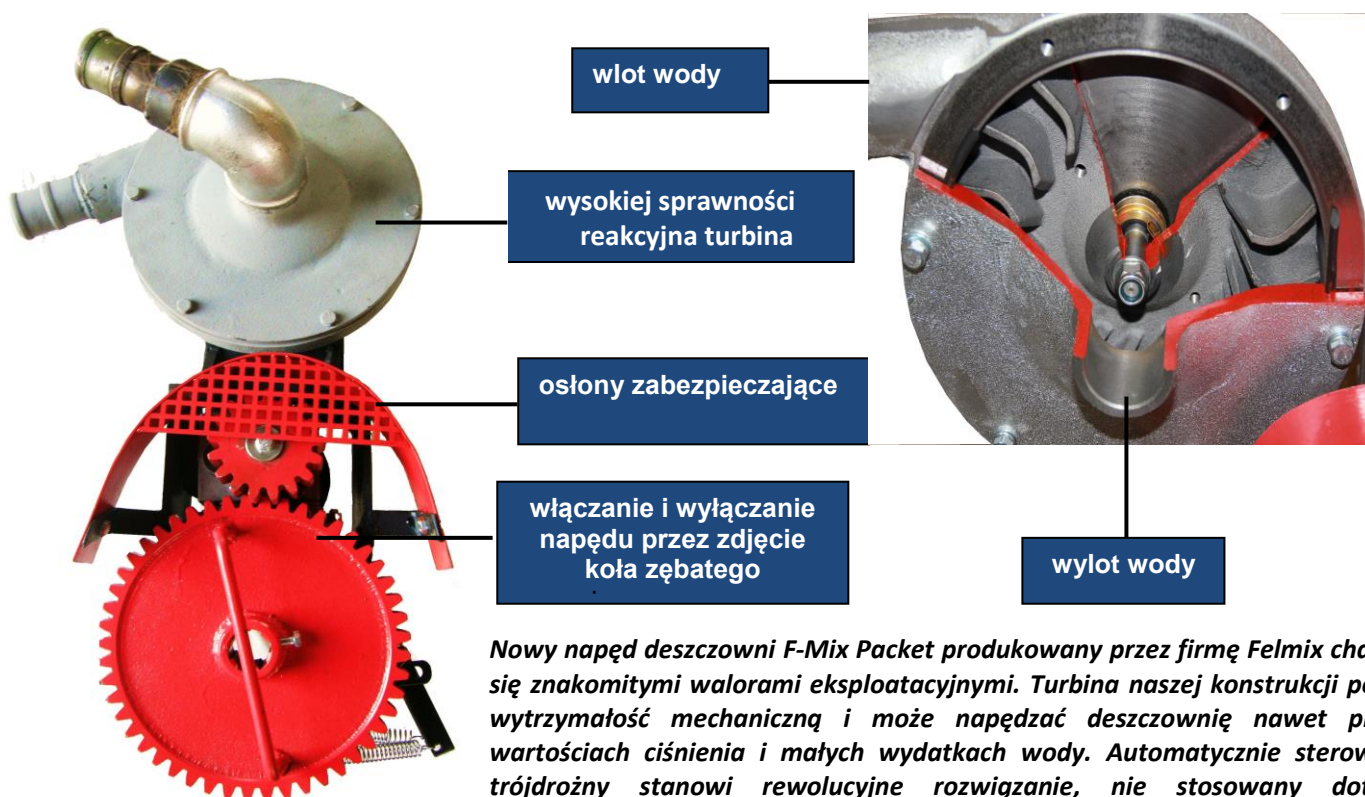 wlot wody
wysokiej sprawności
reakcyjna turbina
osłony zabezpieczające
włączanie i wyłączanie
napędu przez zdjęcie
koła zębatego
.
wylot wody
Nowy napęd deszczowni F-Mix Packet produkowany przez firmę Felmix
się znakomitymi walorami eksploatacyjnymi. Turbina naszej konstrukcji
wytrzymałość mechaniczną i może napędzać deszczownię nawet
wartościach ciśnienia i małych wydatkach wody. Automatycznie
trójdrożny stanowi rewolucyjne rozwiązanie, nie stosowany